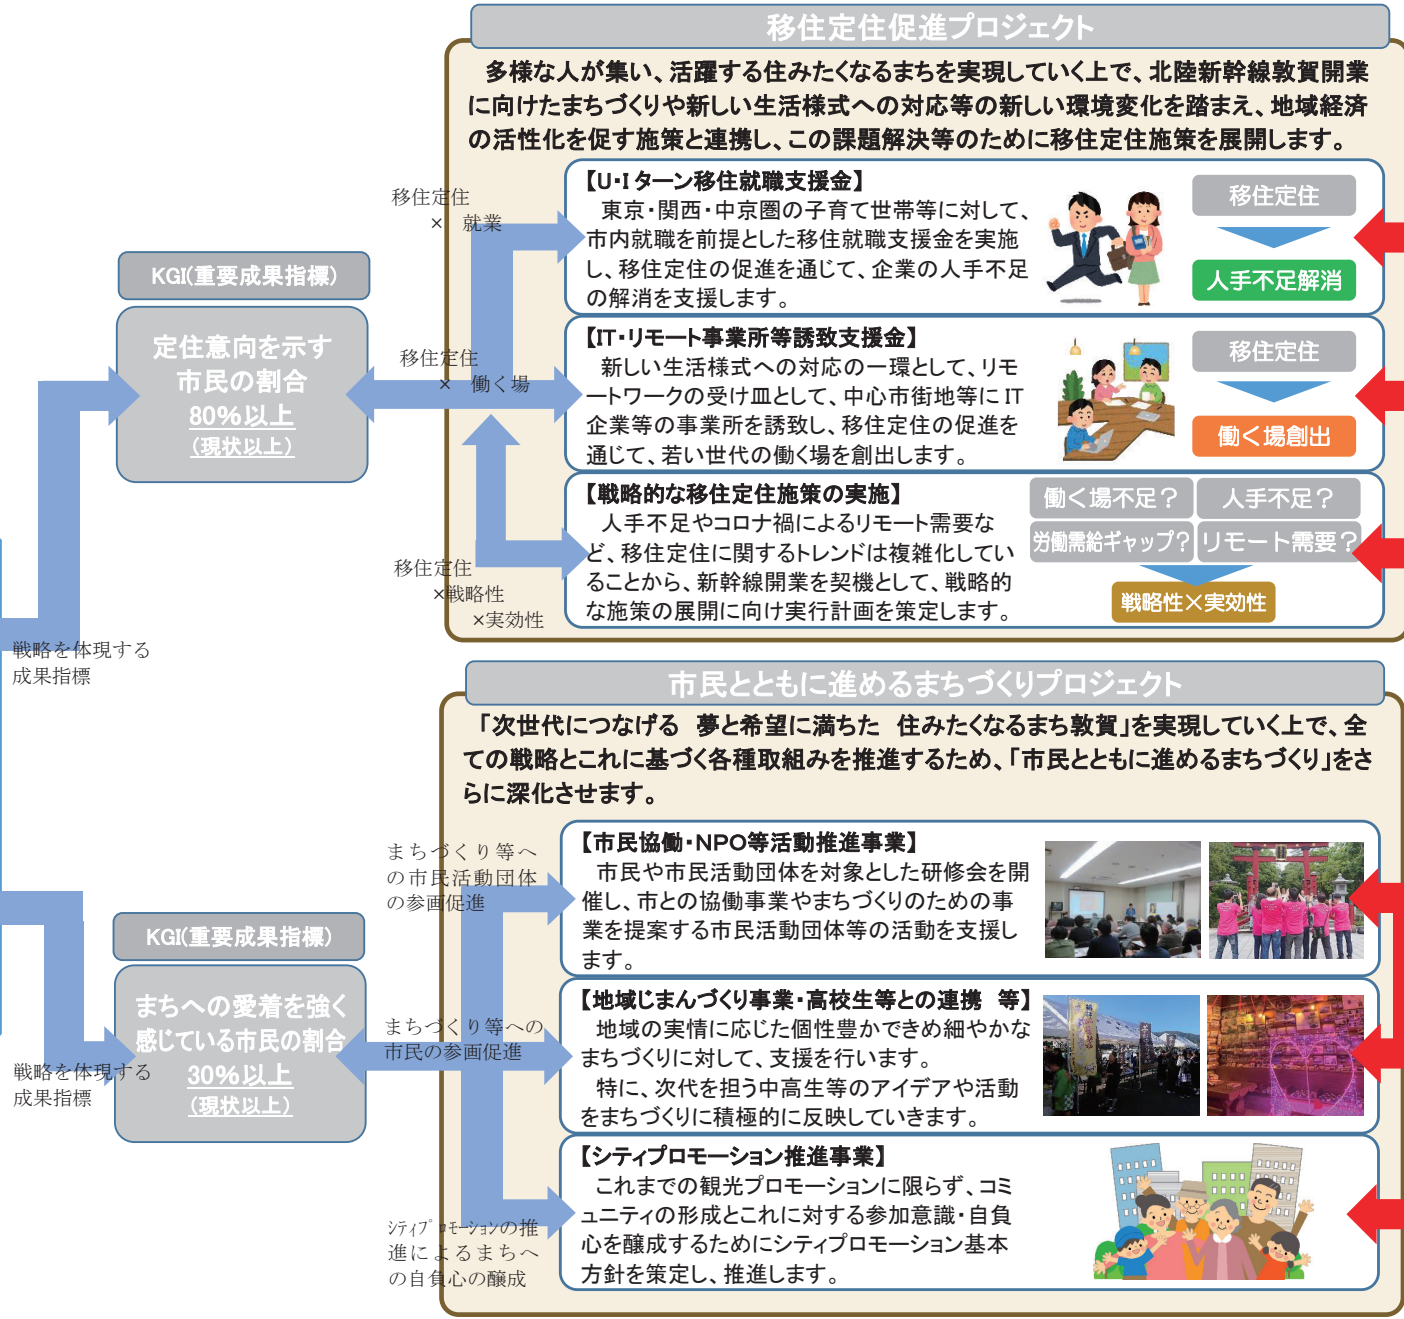 移住定住促進プロジェクト
多様な人が集い、活躍する住みたくなるまちを実現していく上で、北陸新幹線敦賀開業
に向けたまちづくりや新しい生活様式への対応等の新しい環境変化を踏まえ、地域経済
の活性化を促す施策と連携し、この課題解決等のために移住定住施策を展開します。
移住定住
× 就業
【U・Iターン移住就職支援金】
東京・関西・中京圏の子育て世帯等に対して、
市内就職を前提とした移住就職支援金を実施
し、移住定住の促進を通じて、企業の人手不足
の解消を支援します。
移住定住
人手不足解消
KGI(重要成果指標)
定住意向を示す
市民の割合
80%以上
(現状以上)
移住定住
× 働く場
【IT・リモート事業所等誘致支援金】
新しい生活様式への対応の一環として、リモ
ートワークの受け皿として、中心市街地等にIT
企業等の事業所を誘致し、移住定住の促進を
通じて、若い世代の働く場を創出します。
移住定住
働く場創出
移住定住
×戦略性
×実効性
【戦略的な移住定住施策の実施】
人手不足やコロナ禍によるリモート需要な
ど、移住定住に関するトレンドは複雑化してい
ることから、新幹線開業を契機として、戦略的
な施策の展開に向け実行計画を策定します。
働く場不足? 人手不足?
労働需給ギャップ? リモート需要?
戦略性×実効性
戦略を体現する
成果指標
市民とともに進めるまちづくりプロジェクト
「次世代につなげる 夢と希望に満ちた 住みたくなるまち敦賀」を実現していく上で、全
ての戦略とこれに基づく各種取組みを推進するため、「市民とともに進めるまちづくり」をさ
らに深化させます。
まちづくり等へ
の市民活動団体
の参画促進
【市民協働・NPO等活動推進事業】
市民や市民活動団体を対象とした研修会を開
催し、市との協働事業やまちづくりのための事
業を提案する市民活動団体等の活動を支援し
ます。
KGI(重要成果指標)
まちへの愛着を強く
感じている市民の割合
30%以上
(現状以上)
戦略を体現する
成果指標
まちづくり等への
市民の参画促進
【地域じまんづくり事業・高校生等との連携 等】
地域の実情に応じた個性豊かできめ細やかな
まちづくりに対して、支援を行います。
特に、次代を担う中高生等のアイデアや活動
をまちづくりに積極的に反映していきます。
シティプロモーションの推
進によるまちへ
の自負心の醸成
【シティプロモーション推進事業】
これまでの観光プロモーションに限らず、コミ
ュニティの形成とこれに対する参加意識・自負
心を醸成するためにシティプロモーション基本
方針を策定し、推進します。